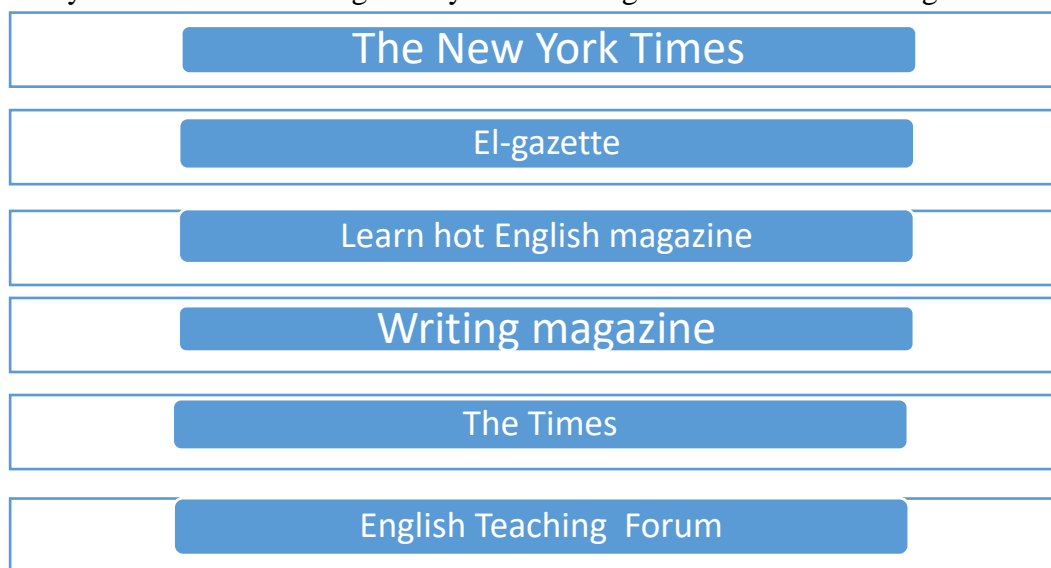 The New York Times
El-gazette
Learn hot English magazine
Writing magazine
The Times
English Teaching Forum